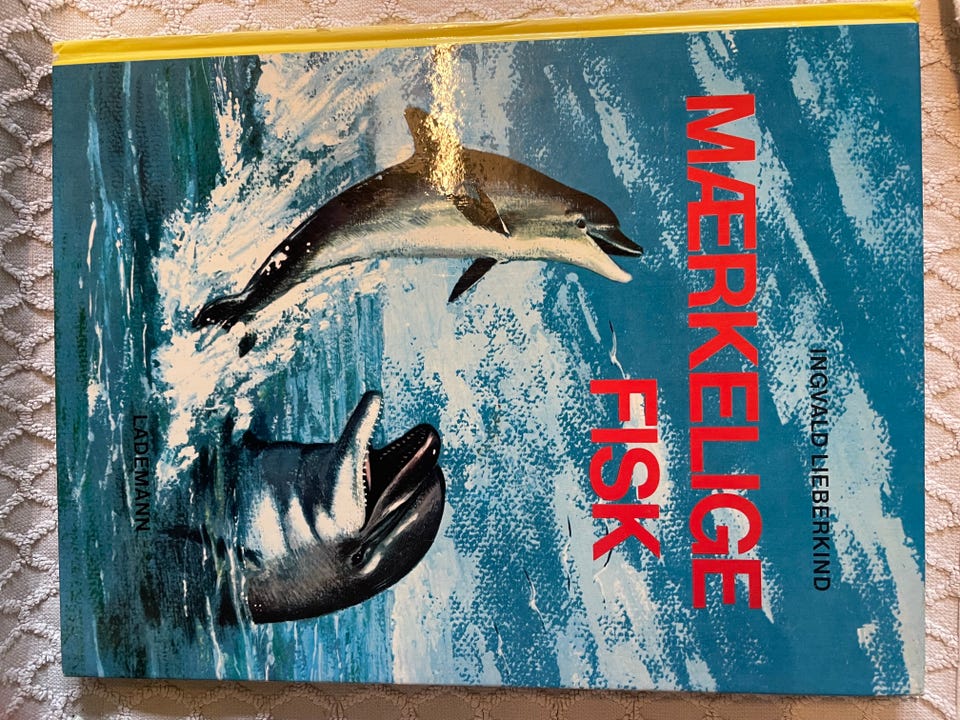 INGVALD LIEBERKIND
MÆRKELIGE
FISK
LADEMANN